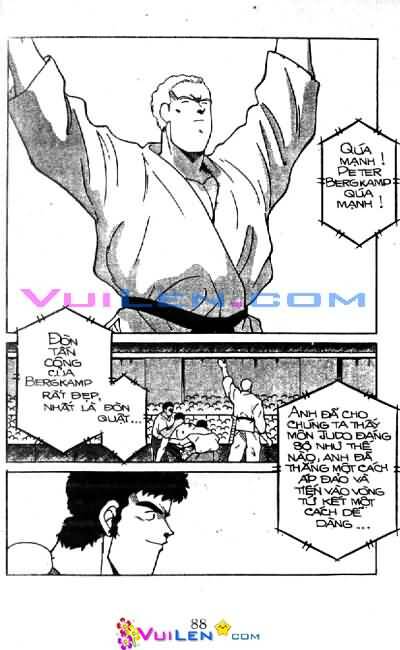 QÚA
MẠNH!
PETER
BERGKAMP
QÚA
MẠNH!
VUILEN.COM
ĐÒN
TẤN
CÔNG
CỦA
BERGKAMP
RẤT ĐẸP,
NHẤT LÀ ĐÒN
QUẬT...
ANH ĐÃ CHO
CHÚNG TA THẤY
MÔN JUDO ĐÁNG
SỢ NHƯ THẾ
NÀO, ANH ĐÃ
THẮNG MỘT CÁCH
ÁP ĐẢO VÀ
TIẾN VÀO VÒNG
TỨ KẾT MỘT
CÁCH DỄ
DÀNG...
88
VUILEN.COM